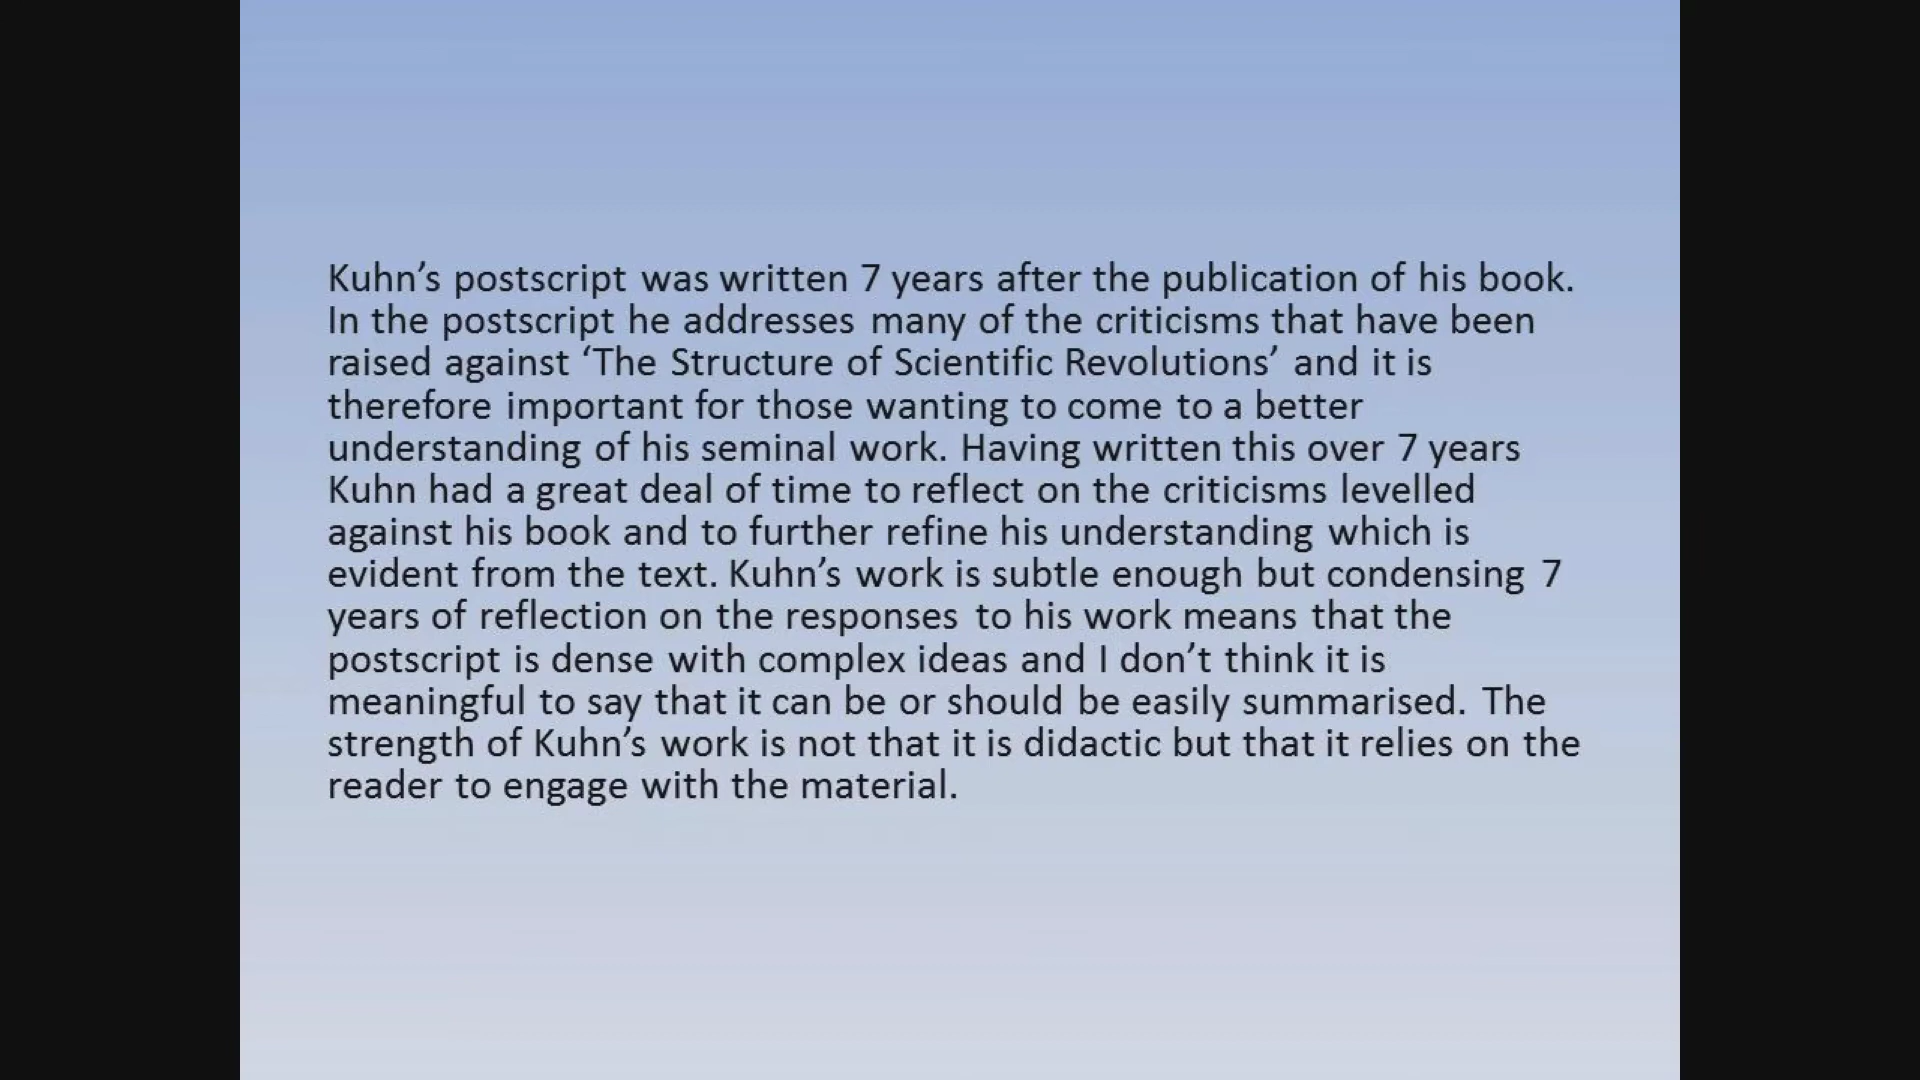 Kuhn’s postscript was written 7 years after the publication of his book.
In the postscript he addresses many of the criticisms that have been
raised against ‘The Structure of Scientific Revolutions’ and it is
therefore important for those wanting to come to a better
understanding of his seminal work. Having written this over 7 years
Kuhn had a great deal of time to reflect on the criticisms levelled
against his book and to further refine his understanding which is
evident from the text. Kuhn’s work is subtle enough but condensing 7
years of reflection on the responses to his work means that the
postscript is dense with complex ideas and I don’t think it is
meaningful to say that it can be or should be easily summarised. The
strength of Kuhn’s work is not that it is didactic but that it relies on the
reader to engage with the material.